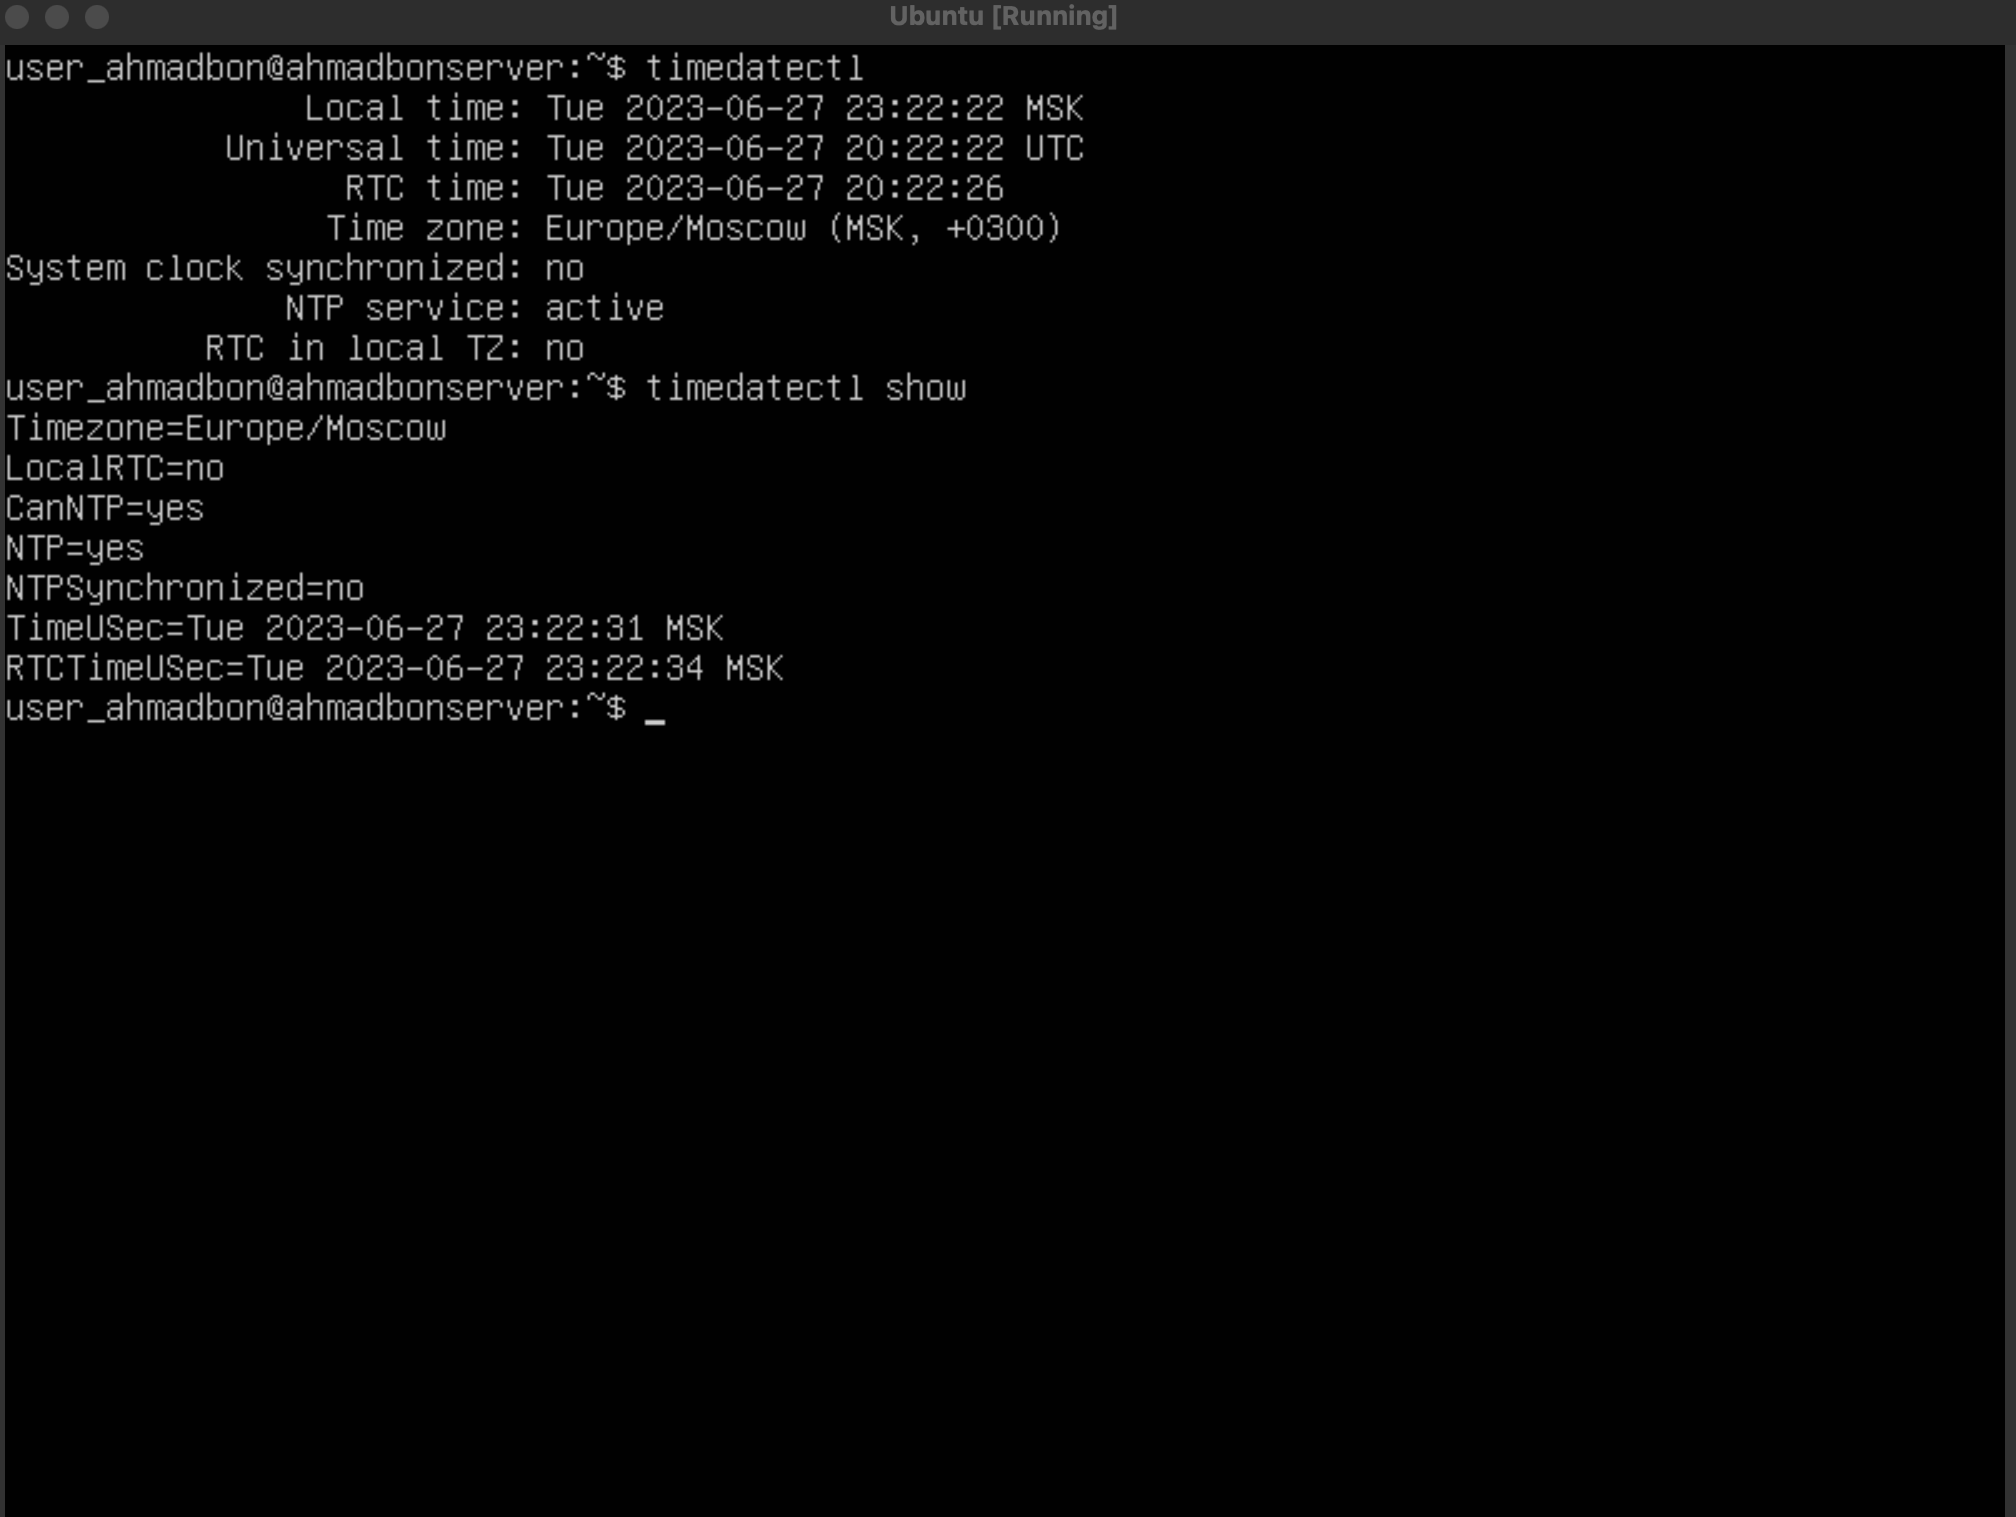 Ubuntu [Running]
user_ahmadbon@ahmadbonserver:~$ timedatectl
Local time: Tue 2023-06-27 23:22:22 MSK
Universal time: Tue 2023-06-27 20:22:22 UTC
RTC time: Tue 2023-06-27 20:22:26
Time zone: Europe/Moscow (MSK, +0300)
System clock synchronized: no
NTP service: active
RTC in local TZ: no
user_ahmadbon@ahmadbonserver:~$ timedatectl show
Timezone=Europe/Moscow
LocalRTC=no
CanNTP=yes
NTP=yes
NTPSynchronized=no
TimeUSec=Tue 2023-06-27 23:22:31 MSK
RTCTimeUSec=Tue 2023-06-27 23:22:34 MSK
user_ahmadbon@ahmadbonserver:~$ _